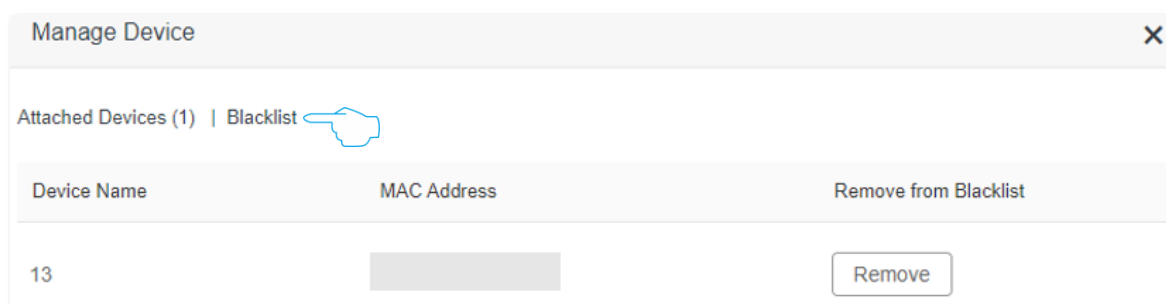 Manage Device
Attached Devices (1) | Blacklist
Device Name MAC Address Remove from Blacklist
13 Remove